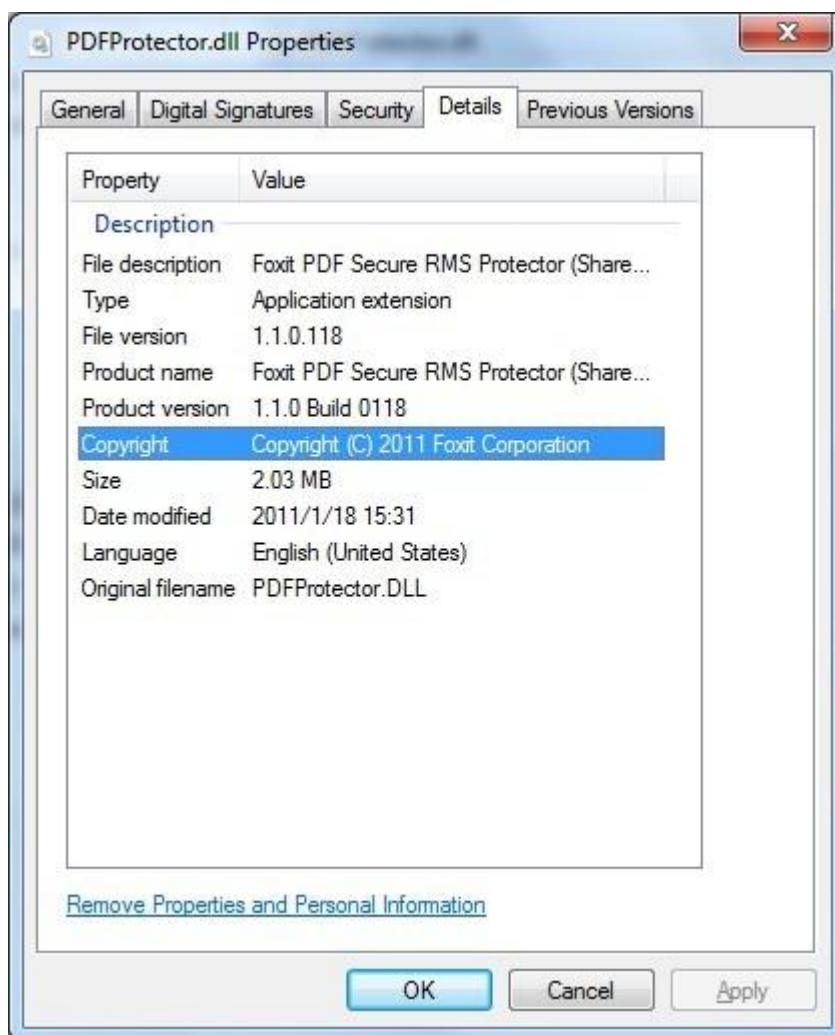 PDFProtector.dll Properties
General Digital Signatures Security Details Previous Versions
Property Value
Description
File description Foxit PDF Secure RMS Protector (Share...
Type Application extension
File version 1.1.0.118
Product name Foxit PDF Secure RMS Protector (Share...
Product version 1.1.0 Build 0118
Copyright Copyright (C) 2011 Foxit Corporation
Size 2.03 MB
Date modified 2011/1/18 15:31
Language English (United States)
Original filename PDFProtector.DLL
Remove Properties and Personal Information
OK Cancel Apply